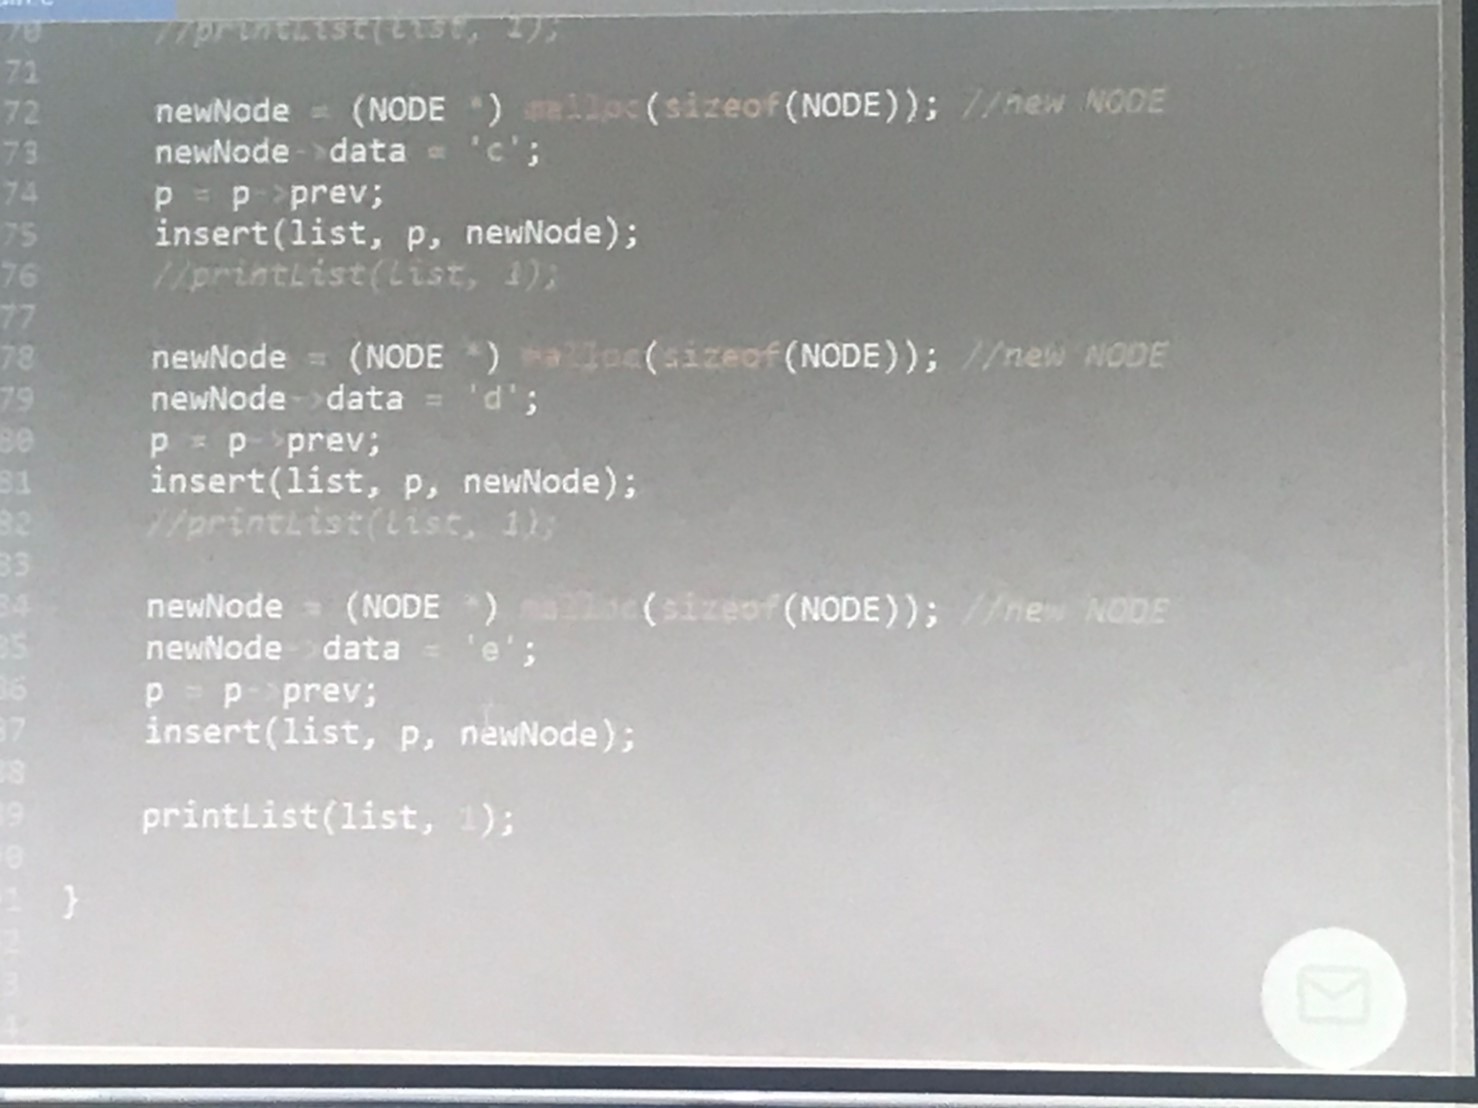 70 //printList(list, 1);
71
72 newNode = (NODE *) malloc(sizeof(NODE)); //new NODE
73 newNode->data = 'c';
74 p = p->prev;
75 insert(list, p, newNode);
76 //printList(list, 1);
77
78 newNode = (NODE *) malloc(sizeof(NODE)); //new NODE
79 newNode->data = 'd';
80 p = p->prev;
81 insert(list, p, newNode);
82 //printList(list, 1);
83
84 newNode = (NODE *) malloc(sizeof(NODE)); //new NODE
85 newNode->data = 'e';
86 p = p->prev;
87 insert(list, p, newNode);
88
89 printList(list, 1);
90
91 }